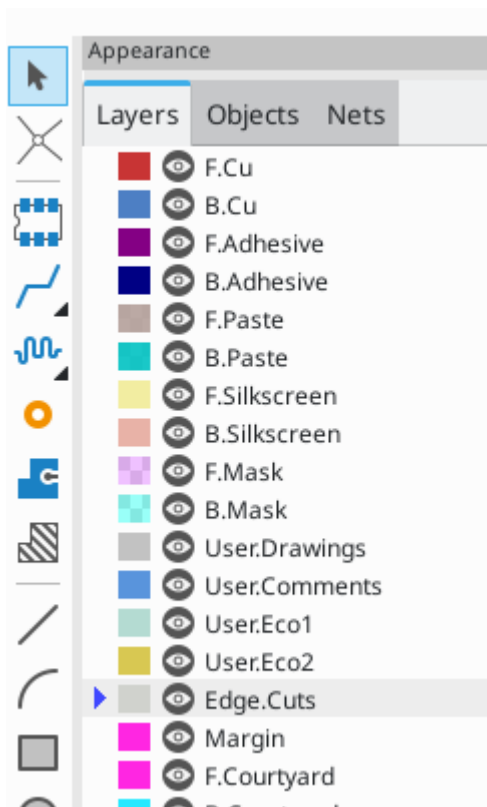 Appearance
Layers Objects Nets
F.Cu
B.Cu
F.Adhesive
B.Adhesive
F.Paste
B.Paste
F.Silkscreen
B.Silkscreen
F.Mask
B.Mask
User.Drawings
User.Comments
User.Eco1
User.Eco2
Edge.Cuts
Margin
F.Courtyard